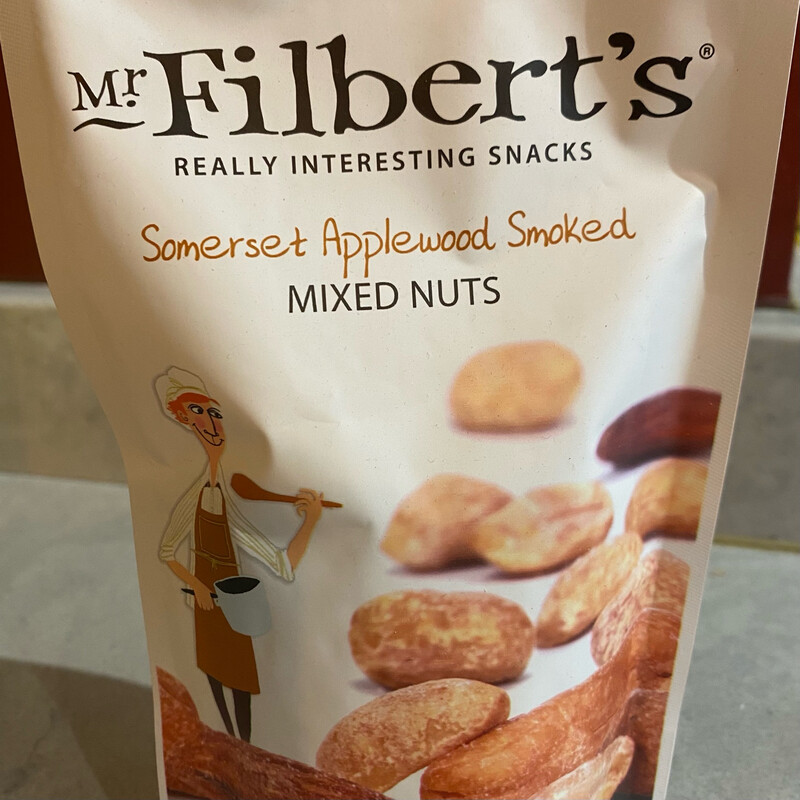 Mr Filbert's®
REALLY INTERESTING SNACKS
Somerset Applewood Smoked
MIXED NUTS